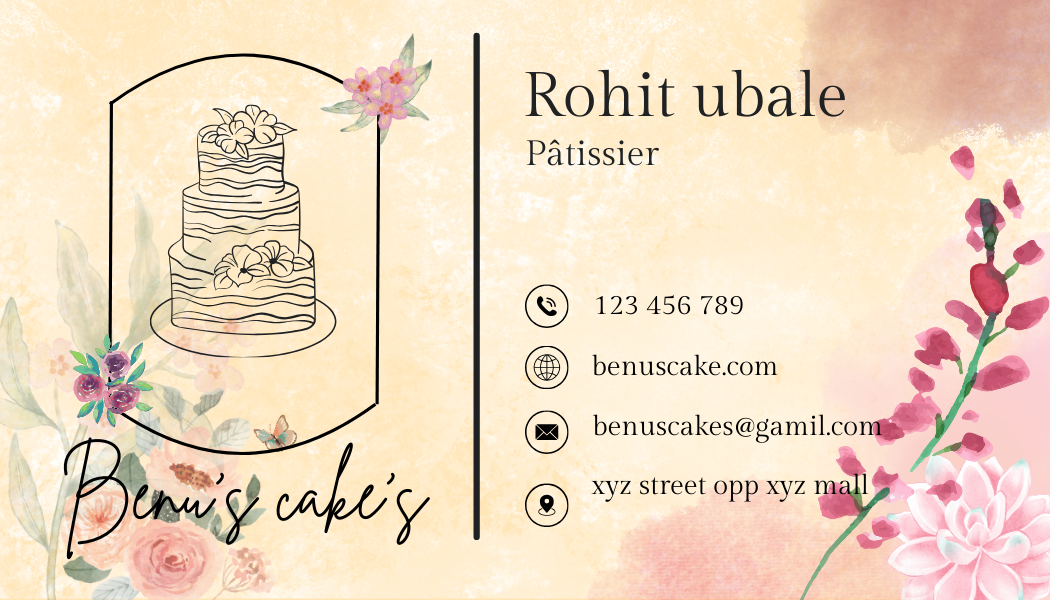 Benu's cake's
Rohit ubale
Pâtissier
123 456 789
benuscake.com
benuscakes@gamil.com
xyz street opp xyz mall